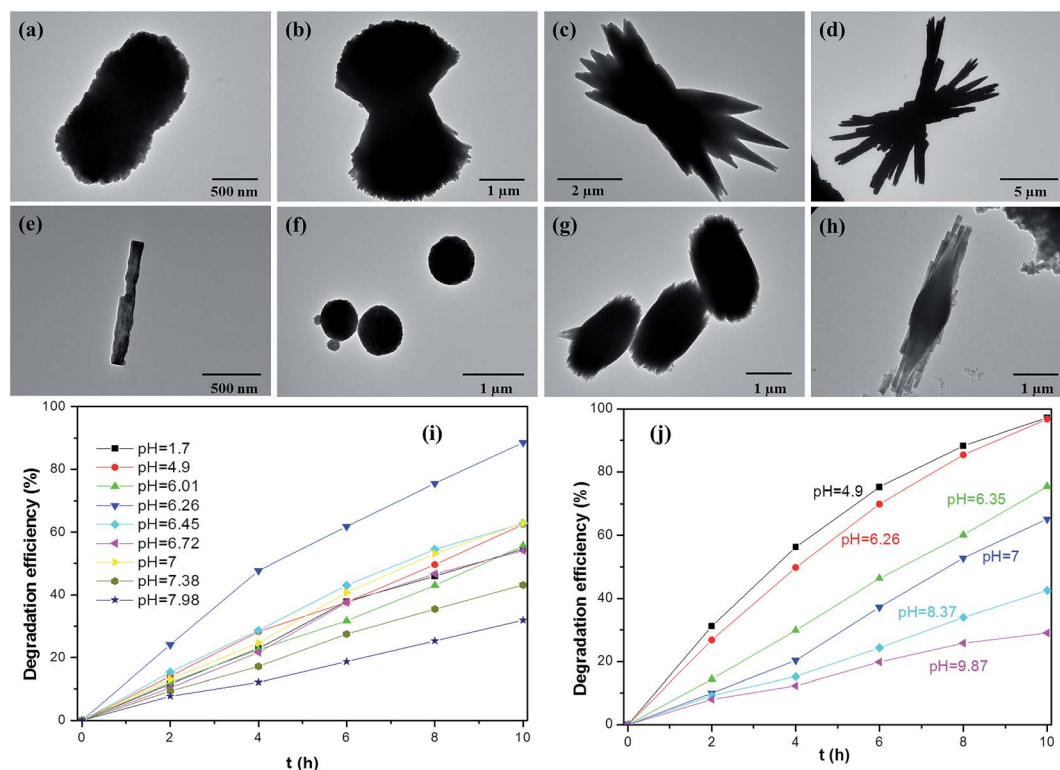 (a)
500 nm
(b)
1 µm
(c)
2 µm
(d)
5 µm
(e)
500 nm
(f)
1 µm
(g)
1 µm
(h)
1 µm
(i)
Degradation efficiency (%)
100
80
60
40
20
0
pH=1.7
pH=4.9
pH=6.01
pH=6.26
pH=6.45
pH=6.72
pH=7
pH=7.38
pH=7.98
0 2 4 6 8 10
t (h)
(j)
Degradation efficiency (%)
100
80
60
40
20
0
pH=4.9
pH=6.26
pH=6.35
pH=7
pH=8.37
pH=9.87
0 2 4 6 8 10
t (h)